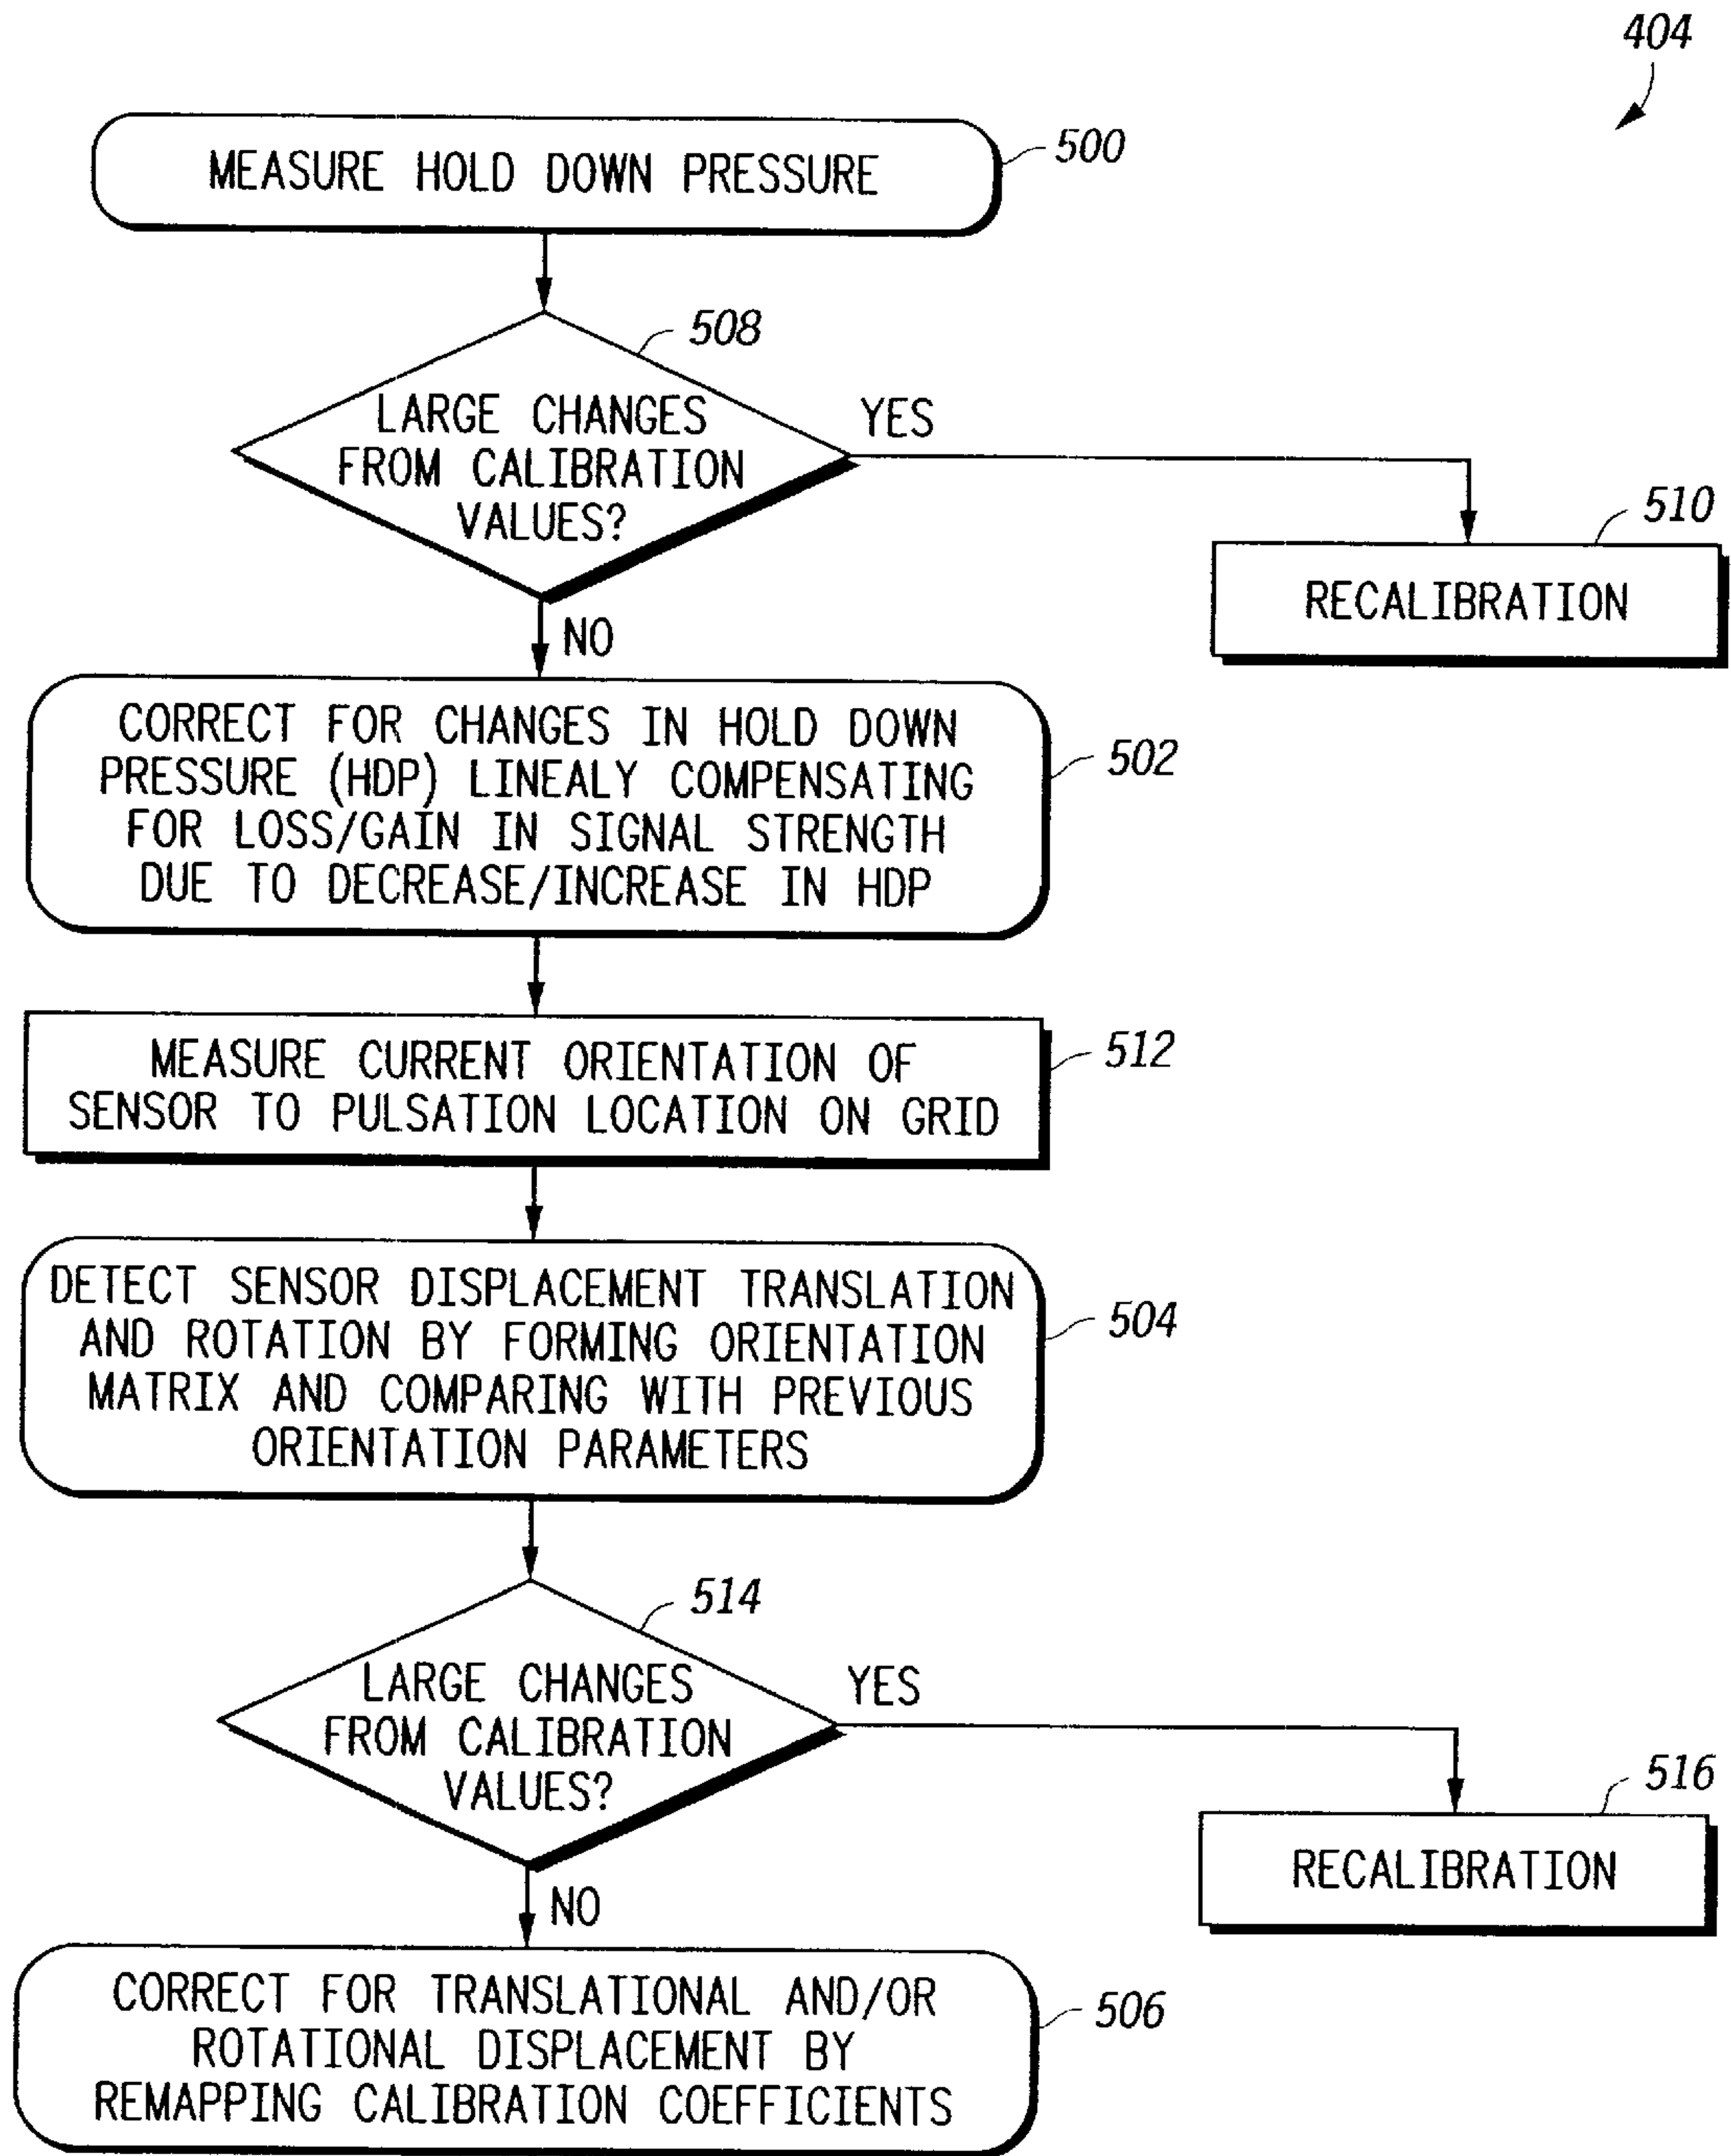 404
MEASURE HOLD DOWN PRESSURE
500
508
LARGE CHANGES
FROM CALIBRATION
VALUES?
YES
510
RECALIBRATION
NO
CORRECT FOR CHANGES IN HOLD DOWN
PRESSURE (HDP) LINEALY COMPENSATING
FOR LOSS/GAIN IN SIGNAL STRENGTH
DUE TO DECREASE/INCREASE IN HDP
502
MEASURE CURRENT ORIENTATION OF
SENSOR TO PULSATION LOCATION ON GRID
512
DETECT SENSOR DISPLACEMENT TRANSLATION
AND ROTATION BY FORMING ORIENTATION
MATRIX AND COMPARING WITH PREVIOUS
ORIENTATION PARAMETERS
504
514
LARGE CHANGES
FROM CALIBRATION
VALUES?
YES
516
RECALIBRATION
NO
CORRECT FOR TRANSLATIONAL AND/OR
ROTATIONAL DISPLACEMENT BY
REMAPPING CALIBRATION COEFFICIENTS
506